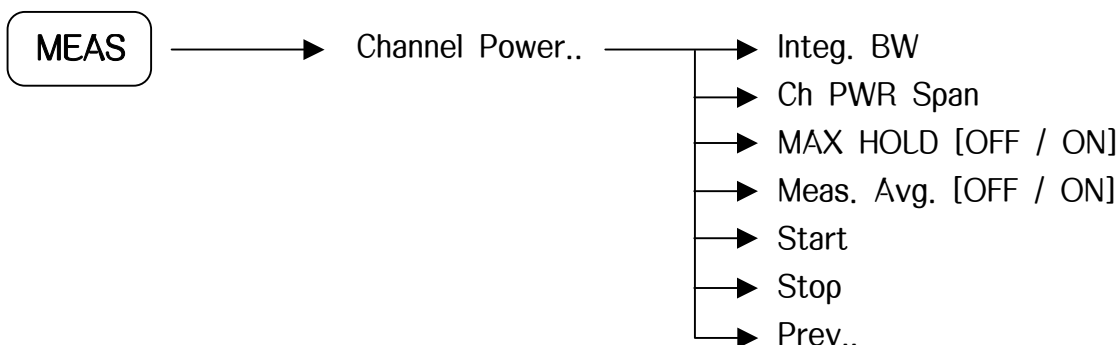 MEAS
Channel Power..
Integ. BW
Ch PWR Span
MAX HOLD [OFF / ON]
Meas. Avg. [OFF / ON]
Start
Stop
Prev..